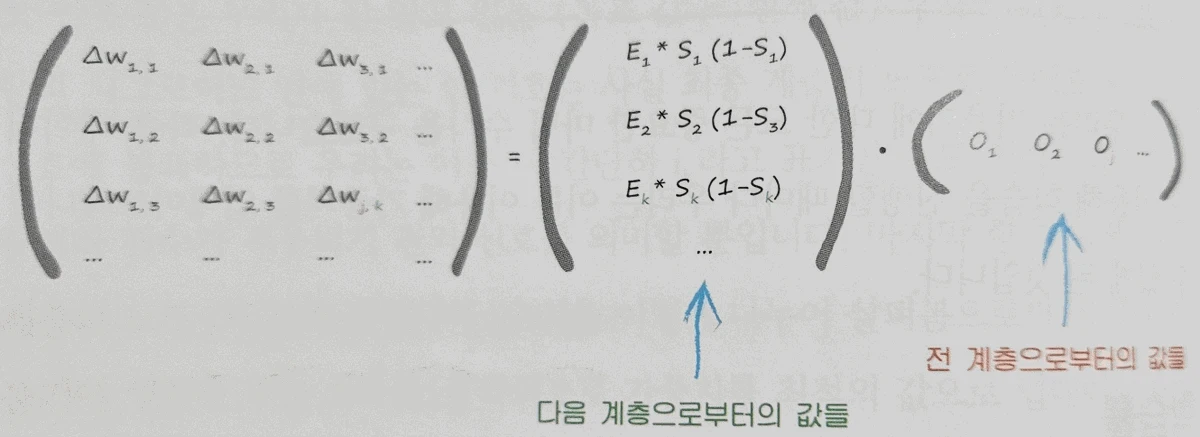 Δw1,1 Δw2,1 Δw3,1 ...
Δw1,2 Δw2,2 Δw3,2 ...
Δw1,3 Δw2,3 Δwj,k ...
... ... ... ...
=
E1 * S1 (1-S1)
E2 * S2 (1-S3)
Ek * Sk (1-Sk)
...
·
O1 O2 Oj ...
전 계층으로부터의 값들
다음 계층으로부터의 값들